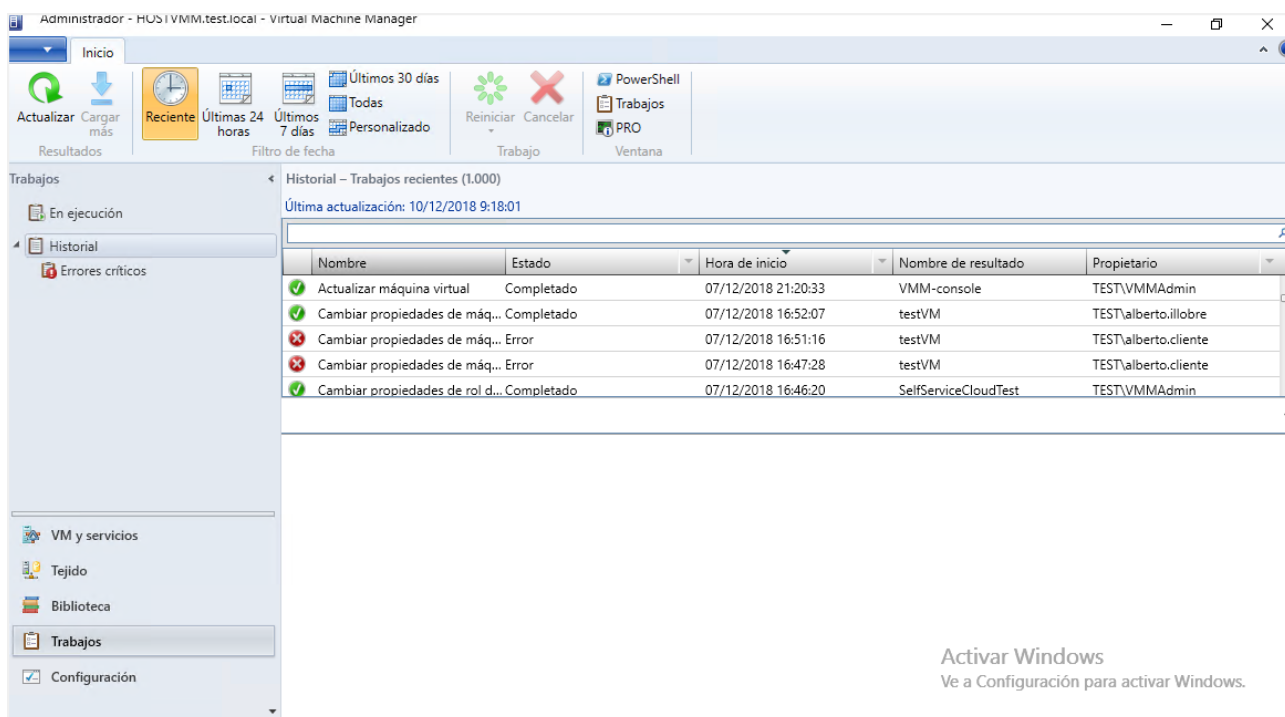 Administrador - HOSTVMM.test.local - Virtual Machine Manager
Inicio
Actualizar
Cargar más
Resultados
Reciente
Últimas 24 horas
Últimos 7 días
Últimos 30 días
Todas
Personalizado
Filtro de fecha
Reiniciar
Cancelar
Trabajo
PowerShell
Trabajos
PRO
Ventana
Trabajos
En ejecución
Historial
Errores críticos
Historial – Trabajos recientes (1.000)
Última actualización: 10/12/2018 9:18:01
Nombre Estado Hora de inicio Nombre de resultado Propietario
Actualizar máquina virtual Completado 07/12/2018 21:20:33 VMM-console TEST\VMMAdmin
Cambiar propiedades de máq... Completado 07/12/2018 16:52:07 testVM TEST\alberto.illobre
Cambiar propiedades de máq... Error 07/12/2018 16:51:16 testVM TEST\alberto.cliente
Cambiar propiedades de máq... Error 07/12/2018 16:47:28 testVM TEST\alberto.cliente
Cambiar propiedades de rol d... Completado 07/12/2018 16:46:20 SelfServiceCloudTest TEST\VMMAdmin
VM y servicios
Tejido
Biblioteca
Trabajos
Configuración
Activar Windows
Ve a Configuración para activar Windows.